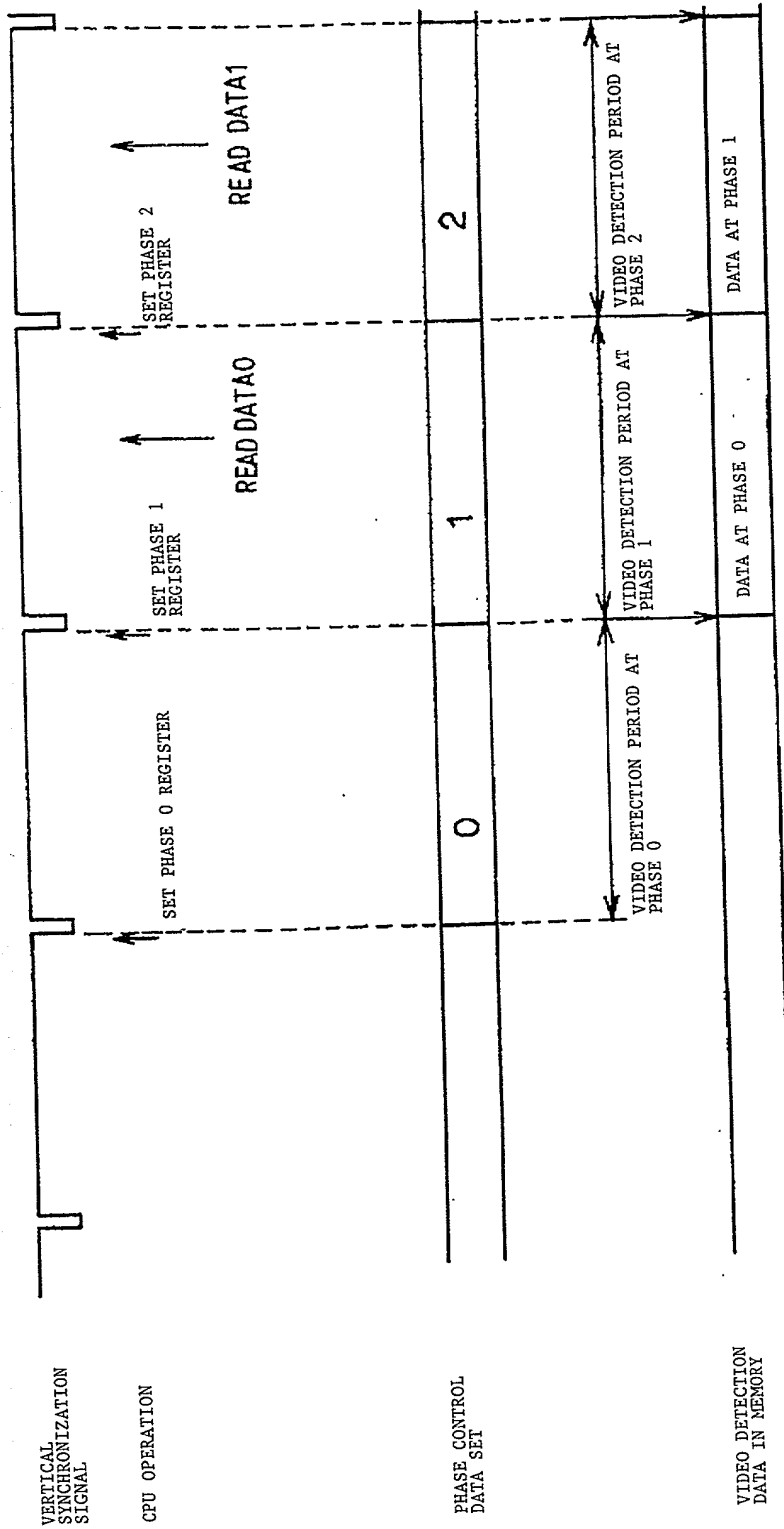 VERTICAL
SYNCHRONIZATION
SIGNAL
CPU OPERATION
SET PHASE 0 REGISTER
SET PHASE 1
REGISTER
READ DATA0
SET PHASE 2
REGISTER
READ DATA1
PHASE CONTROL
DATA SET
0
1
2
VIDEO DETECTION PERIOD AT
PHASE 0
VIDEO DETECTION PERIOD AT
PHASE 1
VIDEO DETECTION PERIOD AT
PHASE 2
VIDEO DETECTION
DATA IN MEMORY
DATA AT PHASE 0
DATA AT PHASE 1